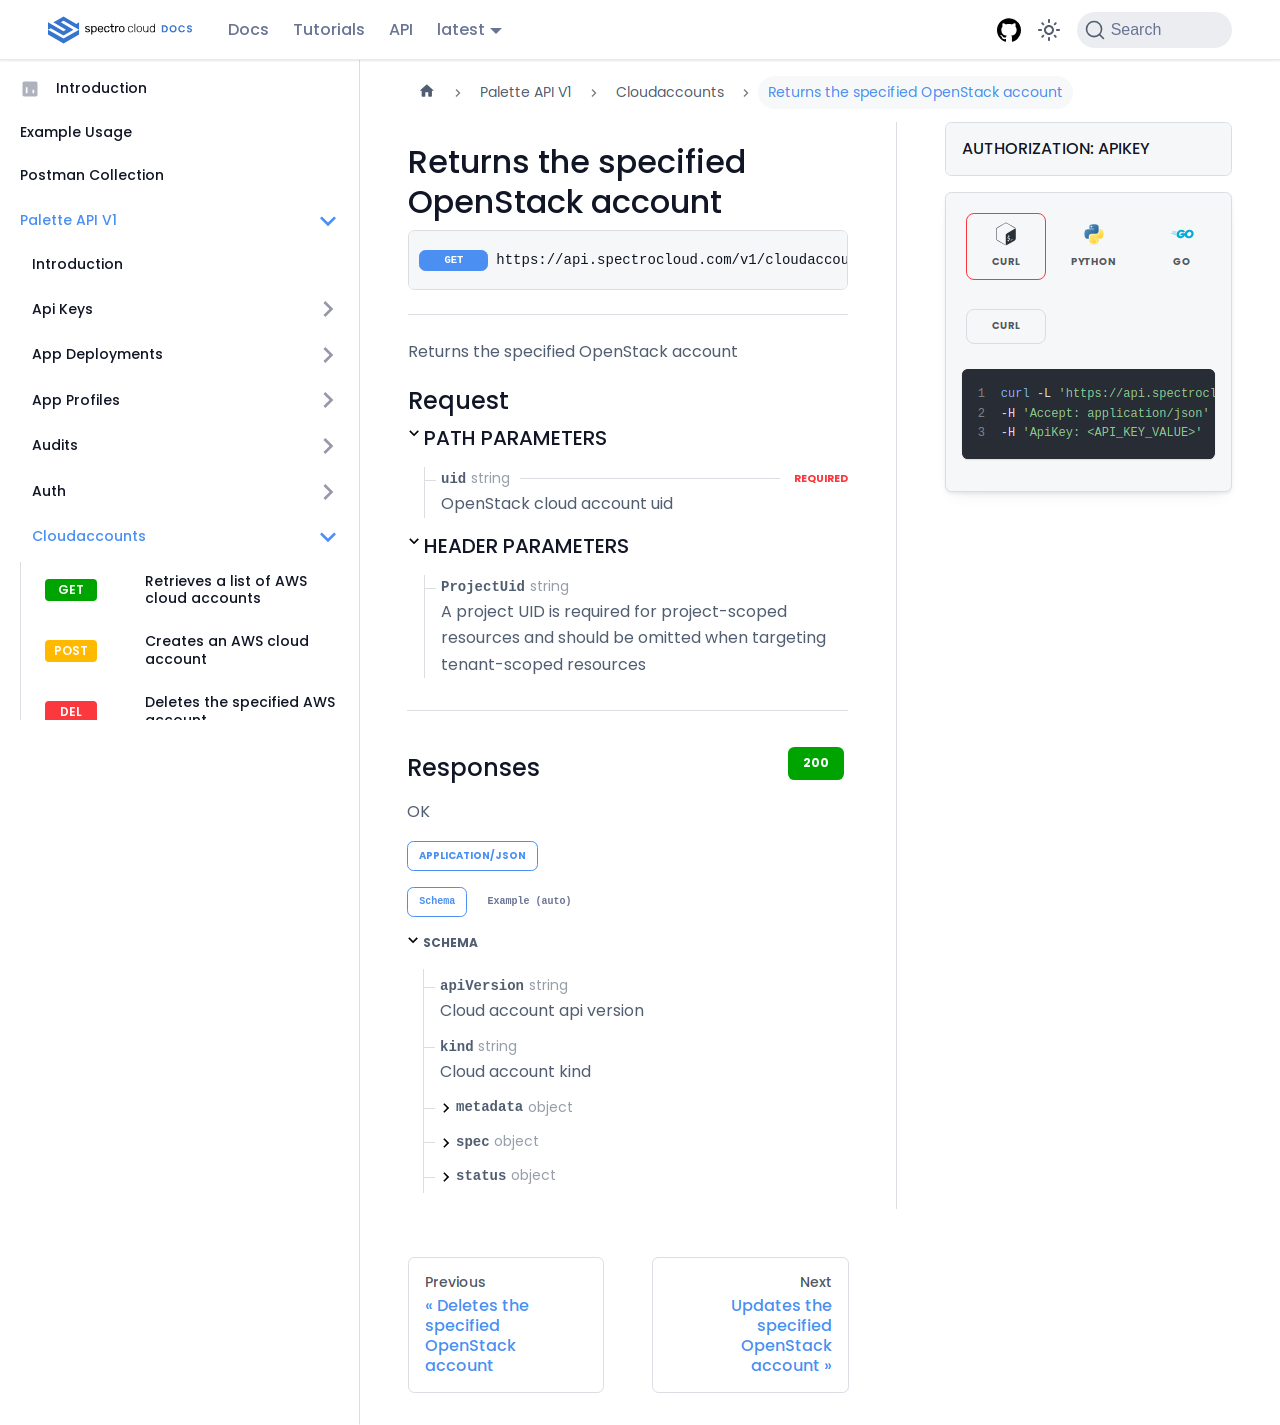 spectro cloud DOCS
Docs
Tutorials
API
latest
Search
Introduction
Example Usage
Postman Collection
Palette API V1
Introduction
Api Keys
App Deployments
App Profiles
Audits
Auth
Cloudaccounts
GET
Retrieves a list of AWS
cloud accounts
POST
Creates an AWS cloud
account
DEL
Deletes the specified AWS
account
Palette API V1
Cloudaccounts
Returns the specified OpenStack account
Returns the specified
OpenStack account
GET https://api.spectrocloud.com/v1/cloudaccou
Returns the specified OpenStack account
Request
PATH PARAMETERS
uid string
REQUIRED
OpenStack cloud account uid
HEADER PARAMETERS
ProjectUid string
A project UID is required for project-scoped
resources and should be omitted when targeting
tenant-scoped resources
Responses
200
OK
APPLICATION/JSON
Schema
Example (auto)
SCHEMA
apiVersion string
Cloud account api version
kind string
Cloud account kind
metadata object
spec object
status object
Previous
« Deletes the
specified
OpenStack
account
Next
Updates the
specified
OpenStack
account »
AUTHORIZATION: APIKEY
CURL
PYTHON
GO
CURL
1 curl -L 'https://api.spectrocl
2 -H 'Accept: application/json'
3 -H 'ApiKey: <API_KEY_VALUE>'